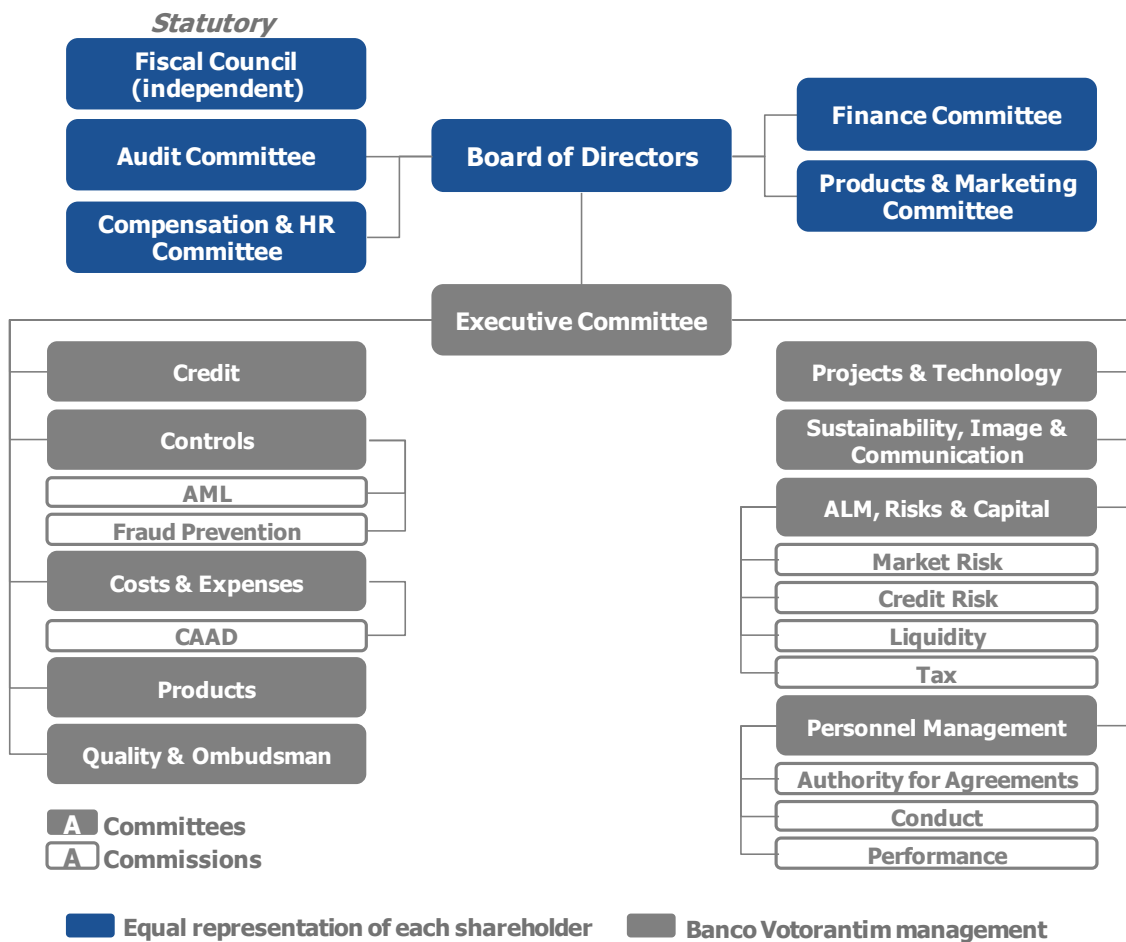 Statutory
Fiscal Council
(independent)
Audit Committee
Compensation & HR
Committee
Board of Directors
Finance Committee
Products & Marketing
Committee
Executive Committee
Credit
Controls
AML
Fraud Prevention
Costs & Expenses
CAAD
Products
Quality & Ombudsman
Projects & Technology
Sustainability, Image &
Communication
ALM, Risks & Capital
Market Risk
Credit Risk
Liquidity
Tax
Personnel Management
Authority for Agreements
Conduct
Performance
A Committees
A Commissions
Equal representation of each shareholder
Banco Votorantim management